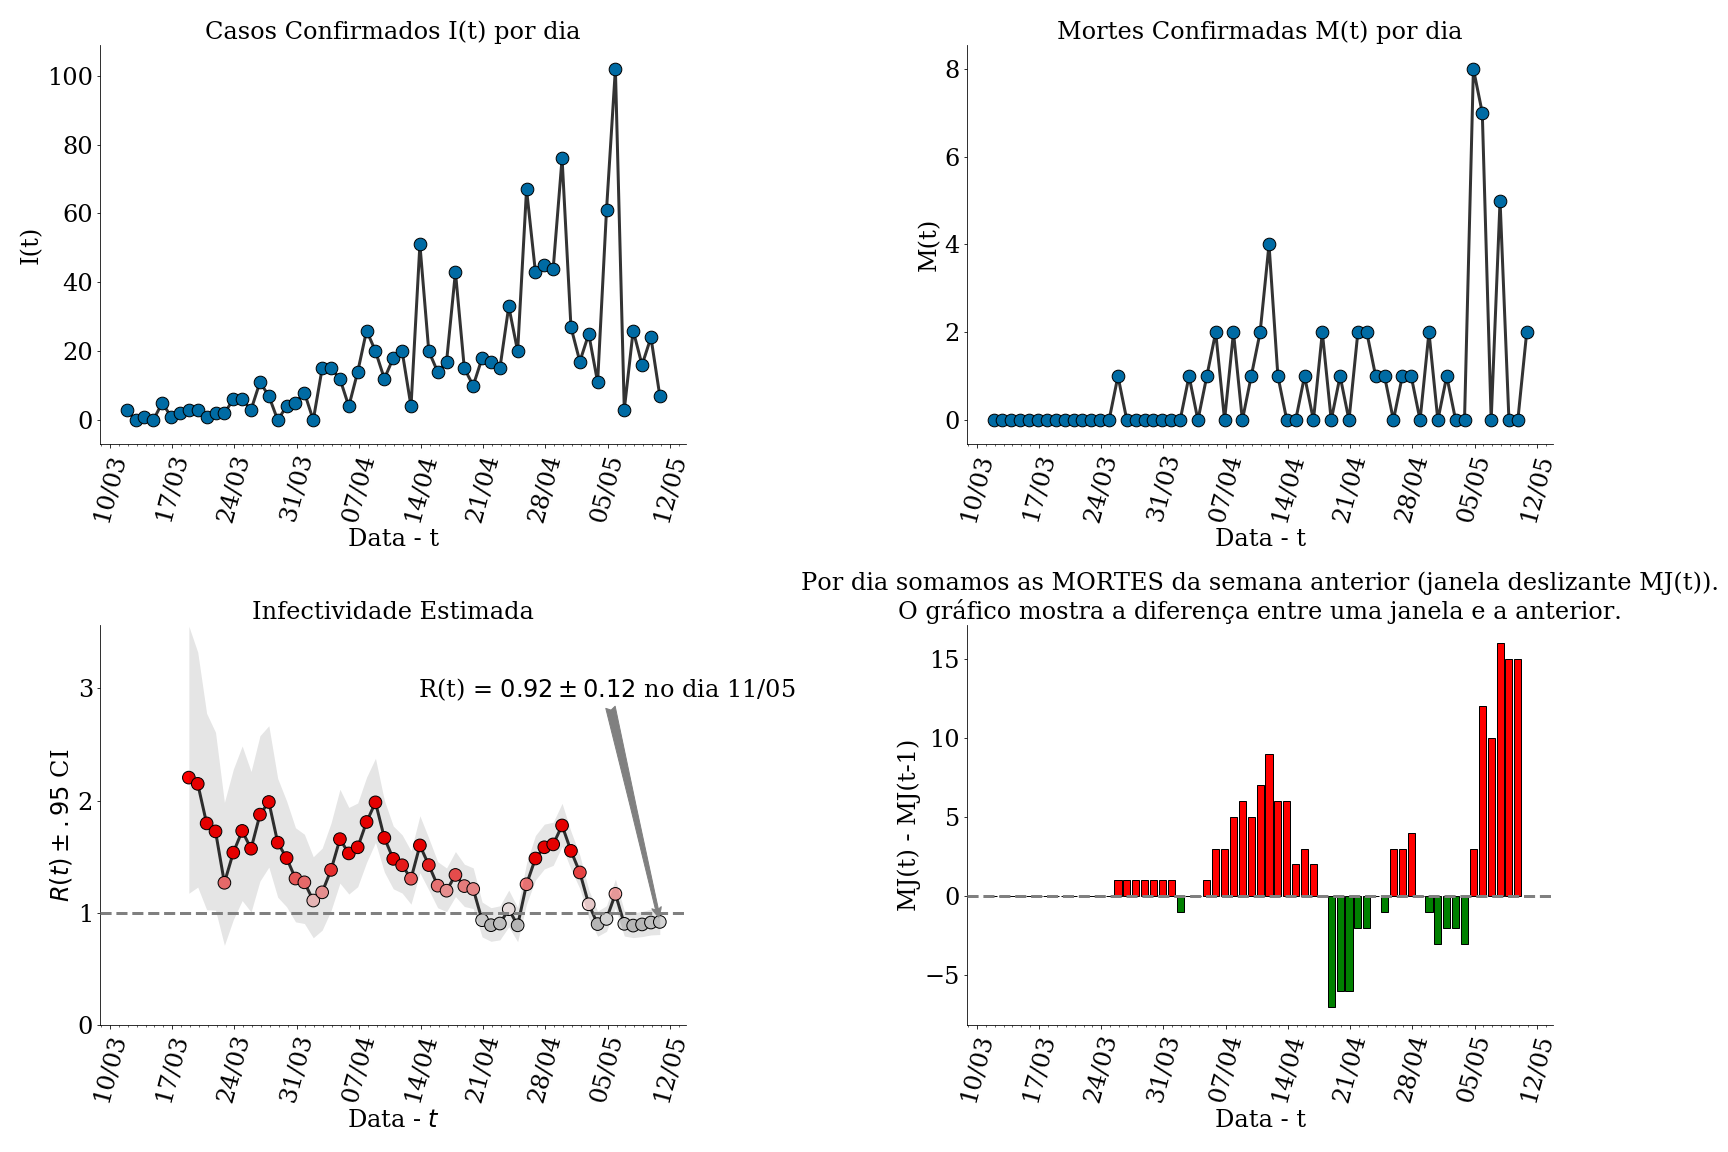 Casos Confirmados I(t) por dia
I(t)
100
80
60
40
20
0
10/03 17/03 24/03 31/03 07/04 14/04 21/04 28/04 05/05 12/05
Data - t
Mortes Confirmadas M(t) por dia
M(t)
8
6
4
2
0
10/03 17/03 24/03 31/03 07/04 14/04 21/04 28/04 05/05 12/05
Data - t
Infectividade Estimada
R(t) = 0.92 ± 0.12 no dia 11/05
R(t) ± .95 CI
3
2
1
0
10/03 17/03 24/03 31/03 07/04 14/04 21/04 28/04 05/05 12/05
Data - t
Por dia somamos as MORTES da semana anterior (janela deslizante MJ(t)).
O gráfico mostra a diferença entre uma janela e a anterior.
MJ(t) - MJ(t-1)
15
10
5
0
−5
10/03 17/03 24/03 31/03 07/04 14/04 21/04 28/04 05/05 12/05
Data - t